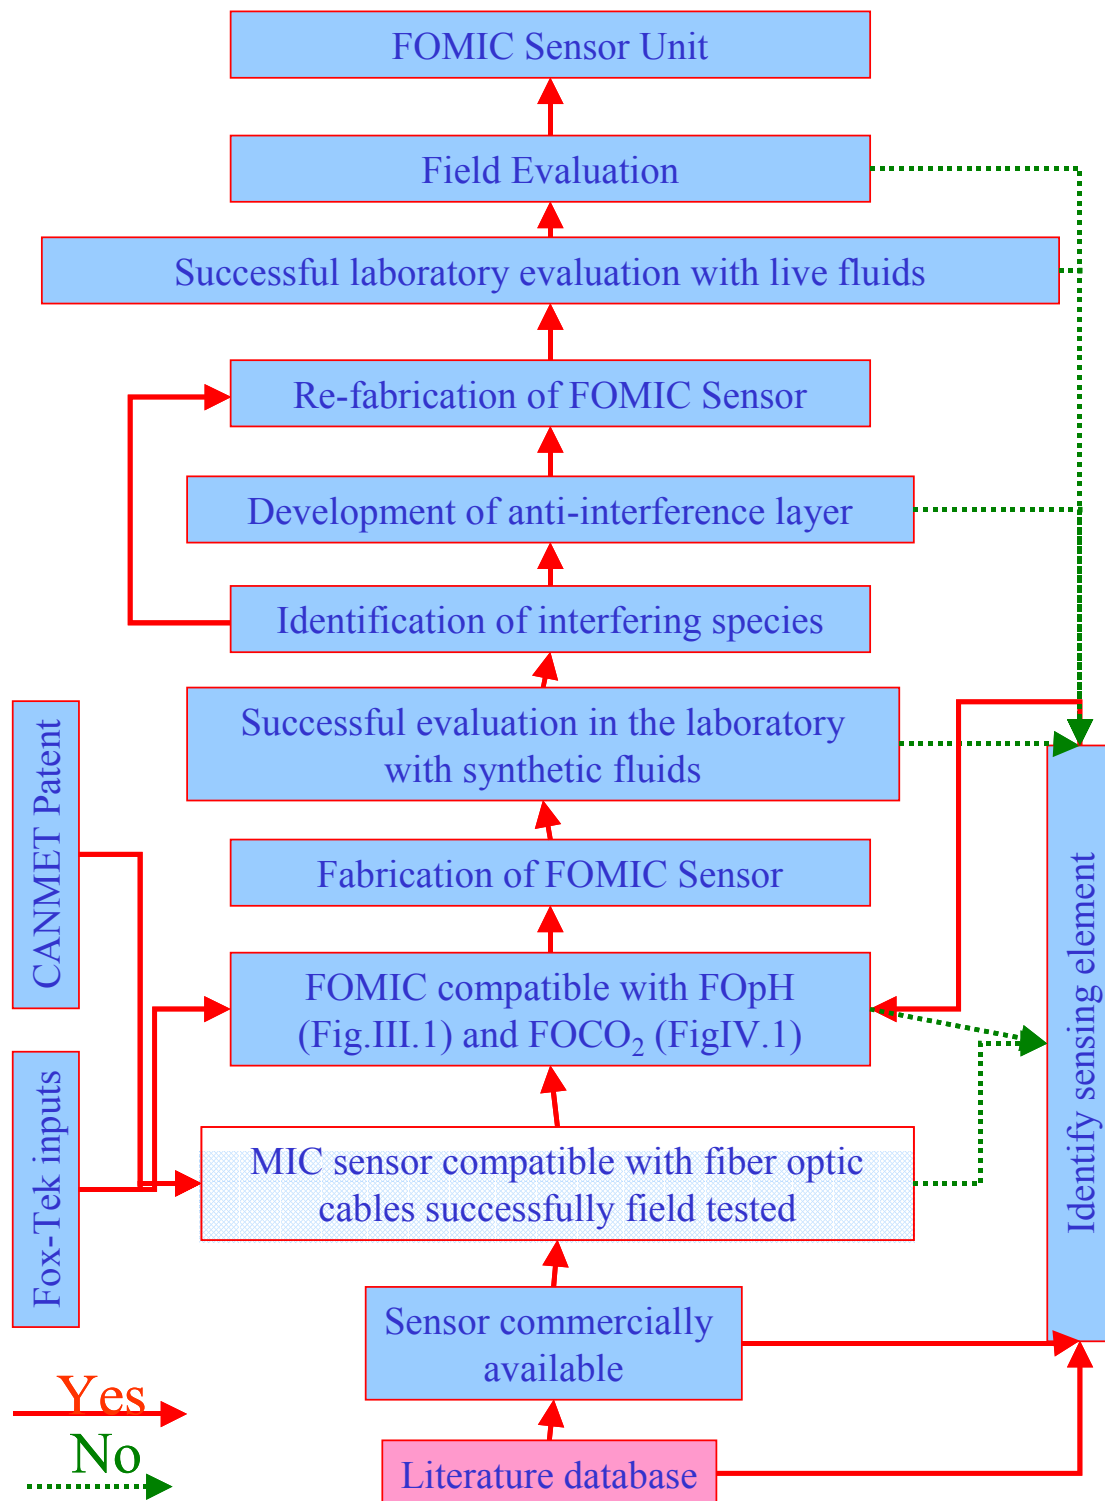 FOMIC Sensor Unit
Field Evaluation
Successful laboratory evaluation with live fluids
Re-fabrication of FOMIC Sensor
Development of anti-interference layer
Identification of interfering species
Successful evaluation in the laboratory
with synthetic fluids
CANMET Patent
Fabrication of FOMIC Sensor
FOMIC compatible with FOpH
(Fig.III.1) and FOCO₂ (FigIV.1)
Identify sensing element
Fox-Tek inputs
MIC sensor compatible with fiber optic
cables successfully field tested
Sensor commercially
available
Literature database
Yes
No